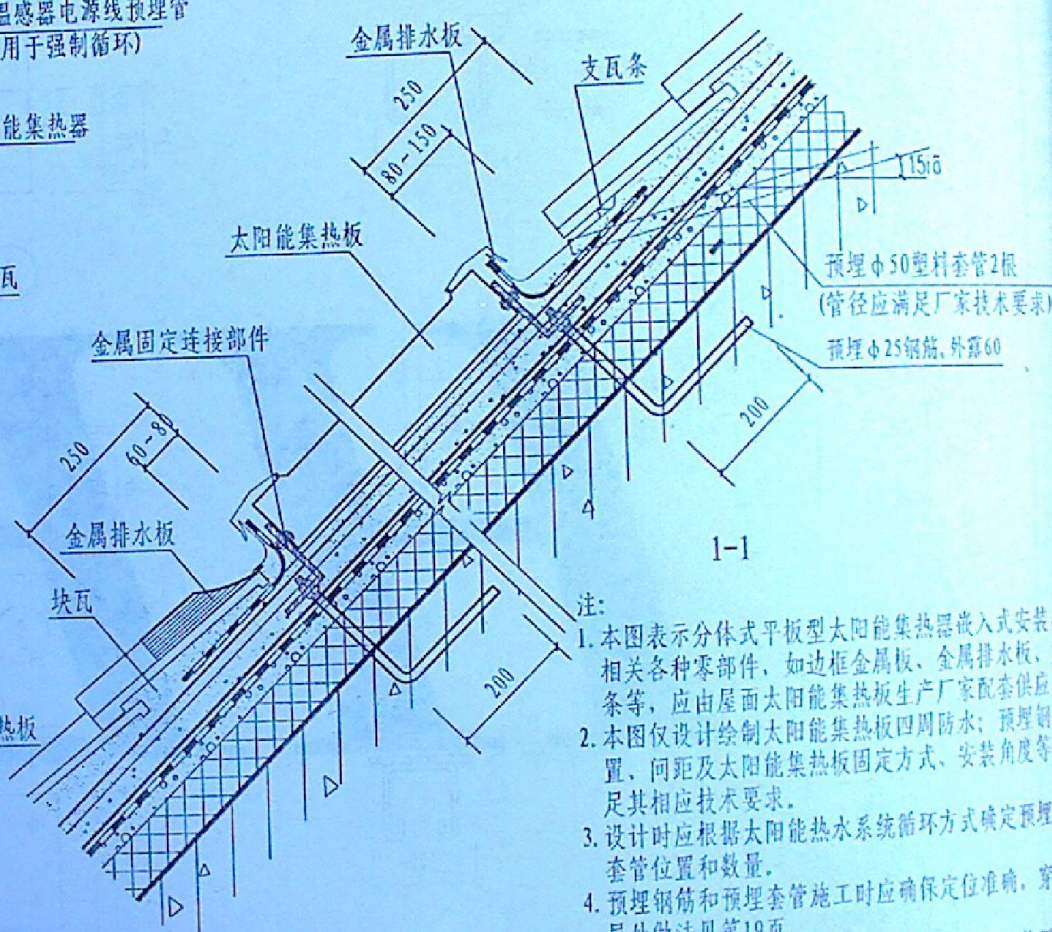 温感器电源线预埋管
用于强制循环)
金属排水板
支瓦条
能集热器
250
80-150
太阳能集热板
瓦
预埋φ50塑料套管2根
(管径应满足厂家技术要求)
预埋φ25钢筋,外露60
金属固定连接部件
200
250
60-80
金属排水板
块瓦
200
热板
1-1
注:
1. 本图表示分体式平板型太阳能集热器嵌入式安装
相关各种零部件,如边框金属板、金属排水板、
条等,应由屋面太阳能集热板生产厂家配套供应
2. 本图仅设计绘制太阳能集热板四周防水;预埋钢
置、间距及太阳能集热板固定方式、安装角度等
足其相应技术要求。
3. 设计时应根据太阳能热水系统循环方式确定预埋
套管位置和数量。
4. 预埋钢筋和预埋套管施工时应确保定位准确,穿